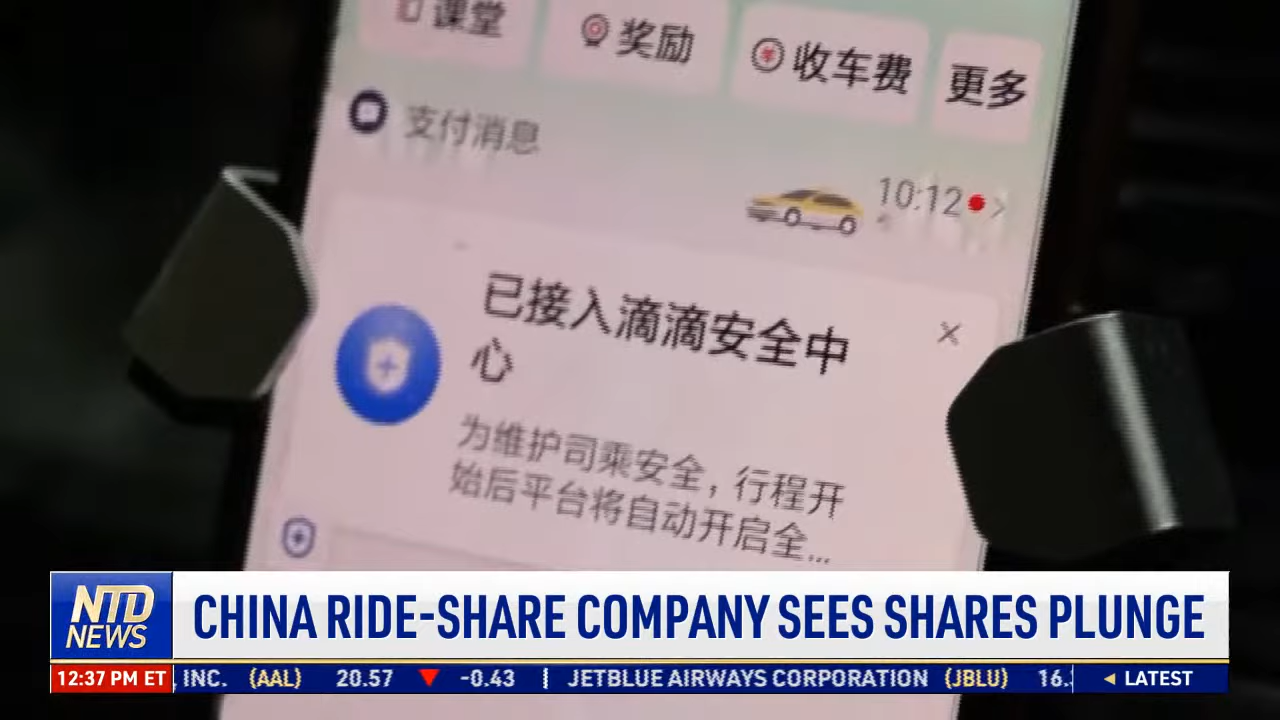 课堂 奖励 收车费 更多
支付消息
10:12
已接入滴滴安全中
心
为维护司乘安全，行程开
始后平台将自动开启全...
NTD
NEWS
CHINA RIDE-SHARE COMPANY SEES SHARES PLUNGE
12:37 PM ET , INC. (AAL) 20.57 ▼ -0.43 | JETBLUE AIRWAYS CORPORATION (JBLU) 16. ◄ LATEST